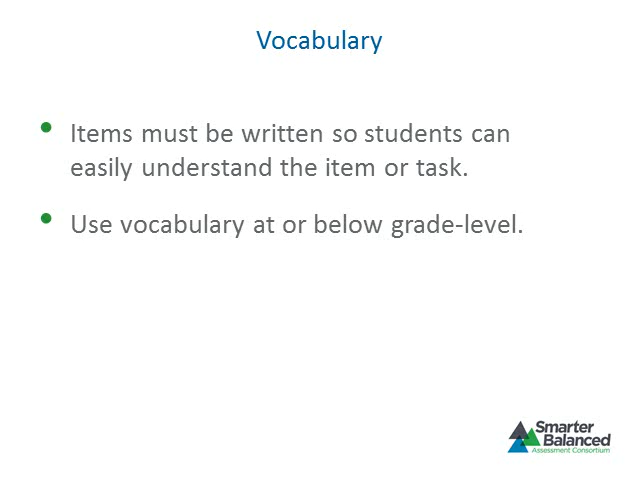 Vocabulary
• Items must be written so students can
easily understand the item or task.
• Use vocabulary at or below grade-level.
Smarter
Balanced
Assessment Consortium